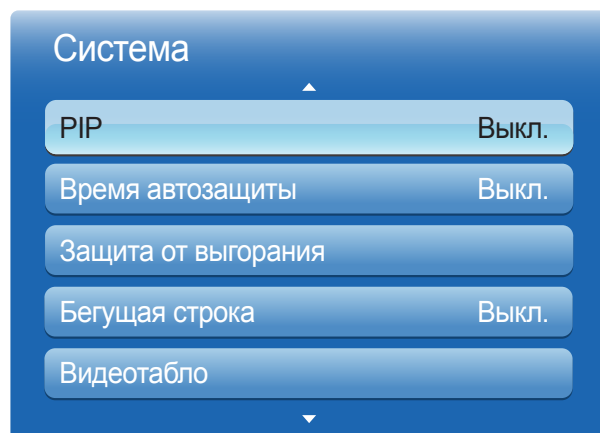 Система
PIP Выкл.
Время автозащиты Выкл.
Защита от выгорания
Бегущая строка Выкл.
Видеотабло